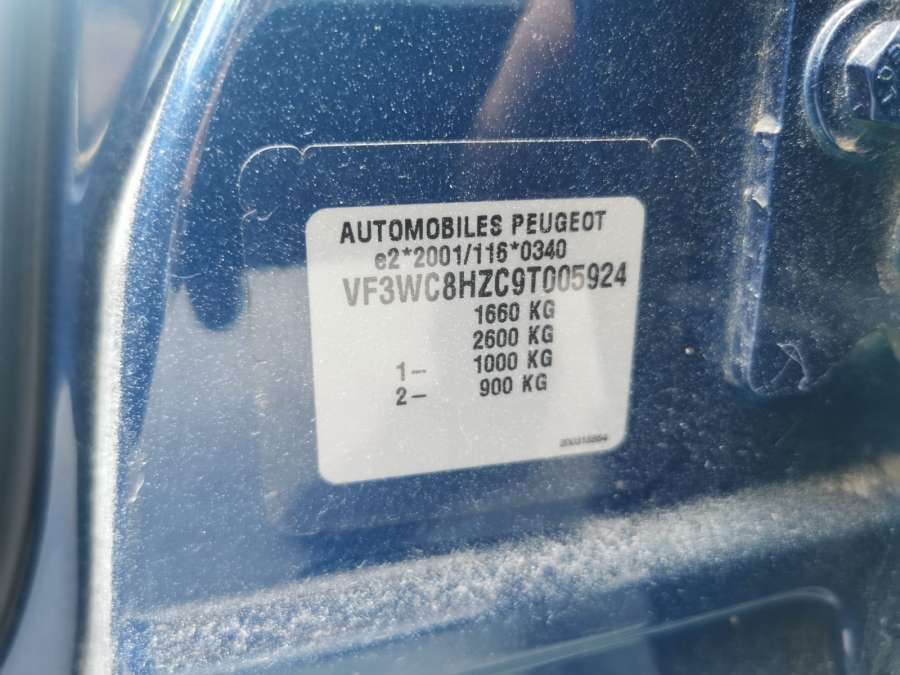 AUTOMOBILES PEUGEOT
e2*2001/116*0340
VF3WC8HZC9T005924
1660 KG
2600 KG
1– 1000 KG
2– 900 KG